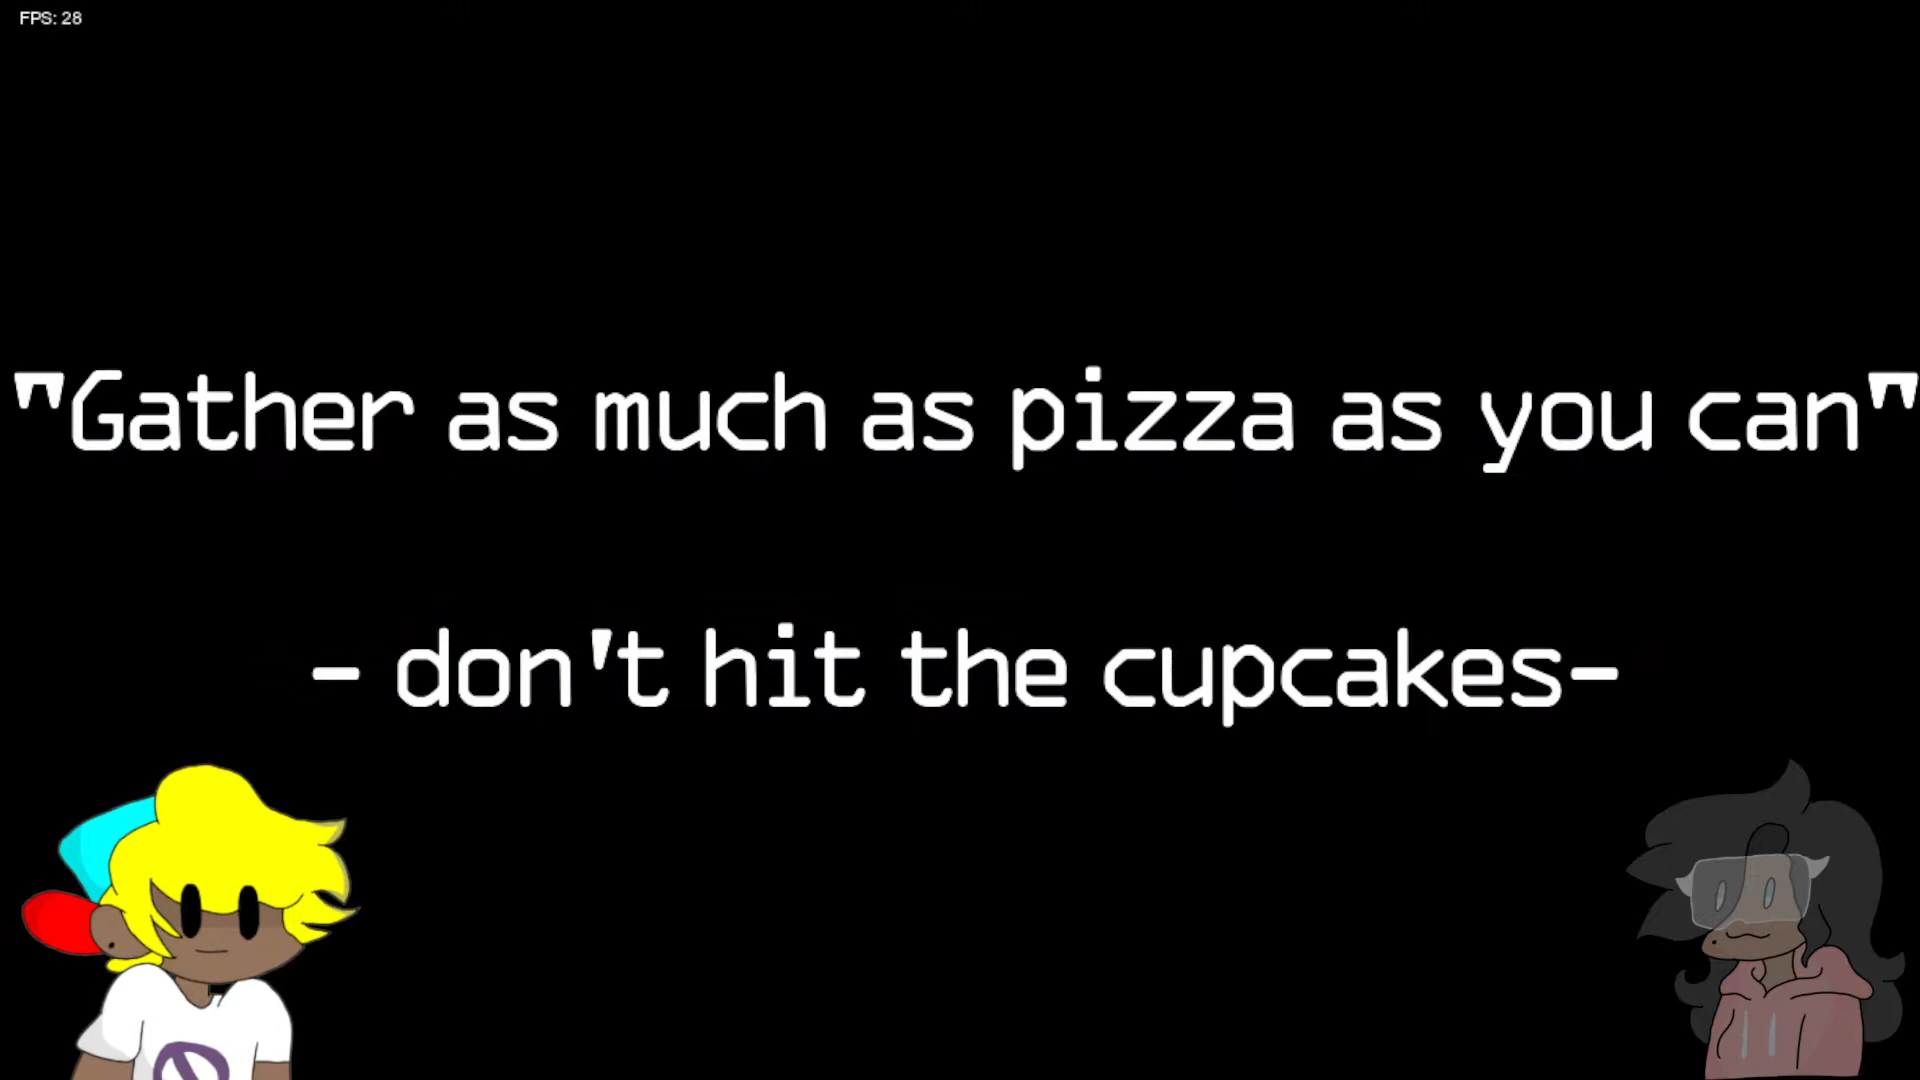 FPS: 28
"Gather as much as pizza as you can"
- don't hit the cupcakes-